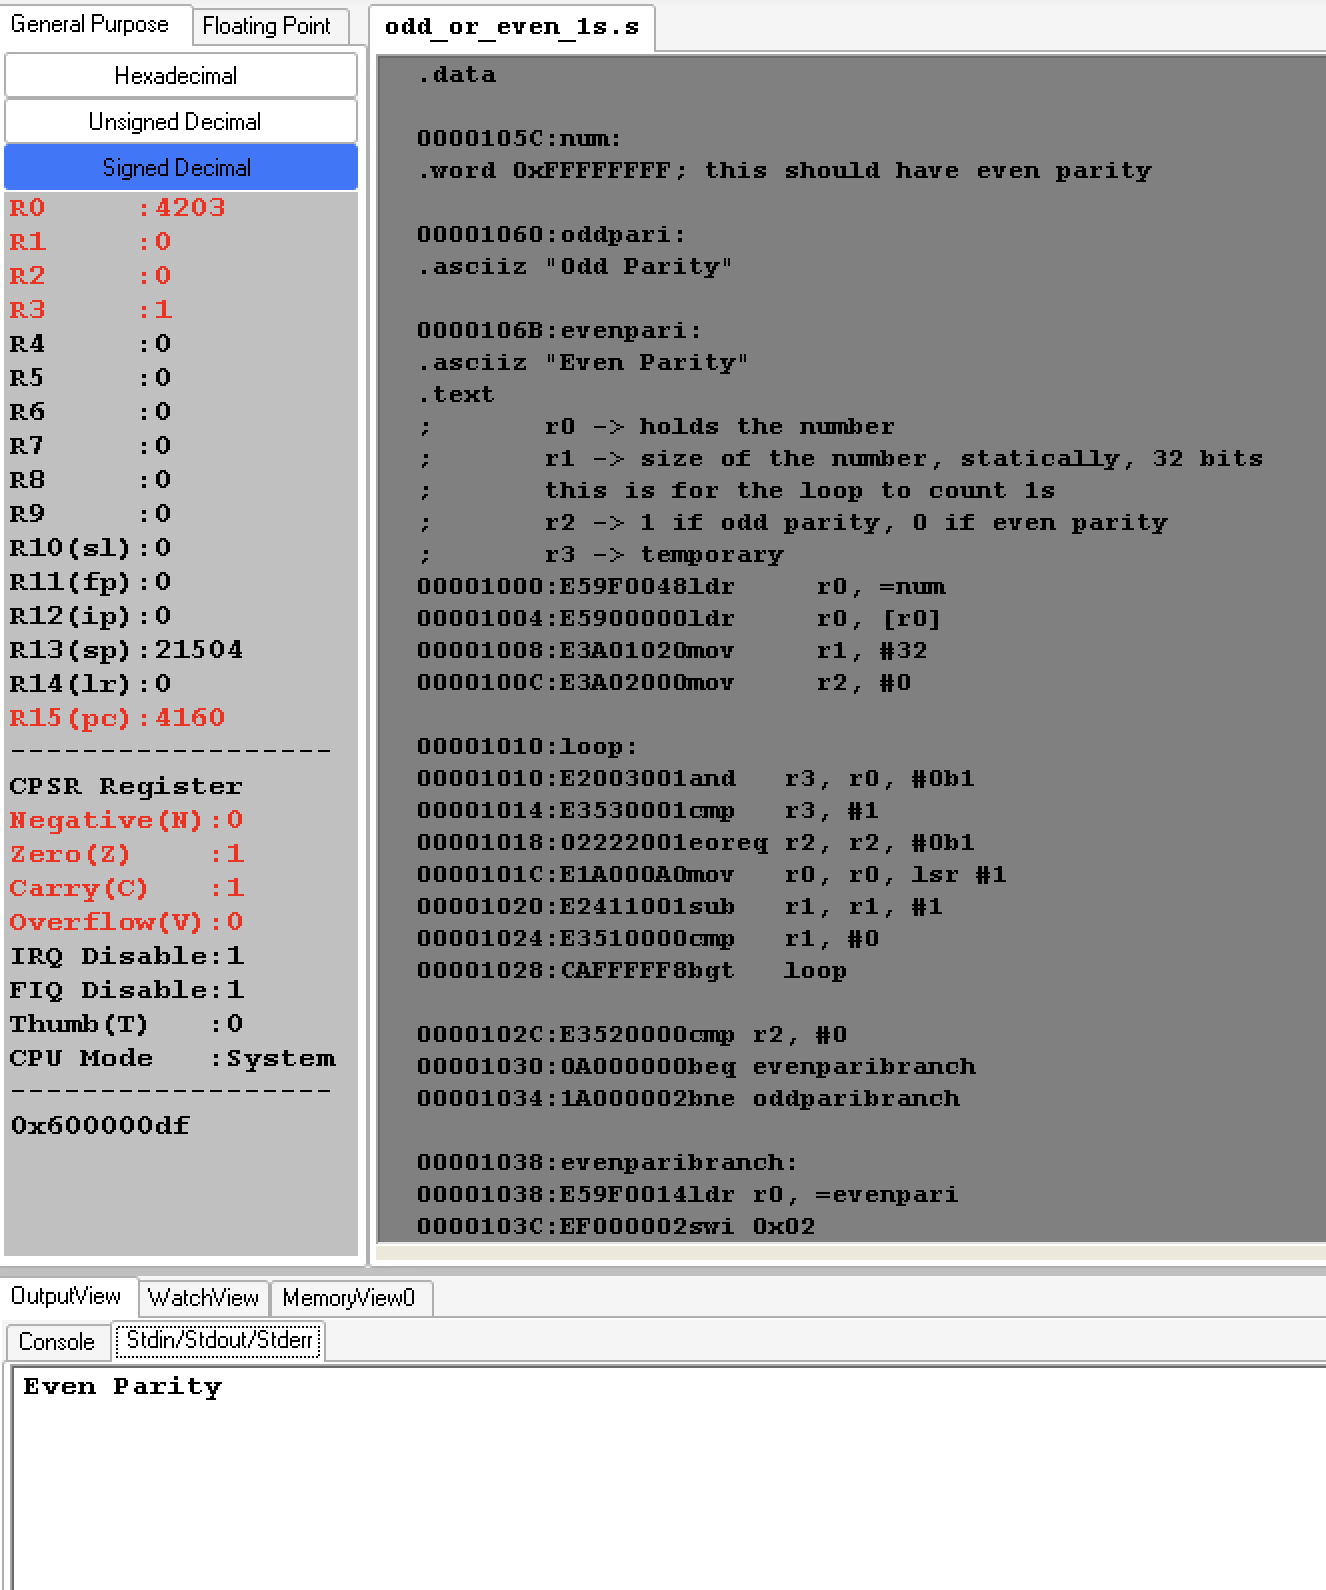 General Purpose
Floating Point
Hexadecimal
Unsigned Decimal
Signed Decimal
R0      :4203
R1      :0
R2      :0
R3      :1
R4      :0
R5      :0
R6      :0
R7      :0
R8      :0
R9      :0
R10(sl):0
R11(fp):0
R12(ip):0
R13(sp):21504
R14(lr):0
R15(pc):4160
------------------
CPSR Register
Negative(N):0
Zero(Z)    :1
Carry(C)   :1
Overflow(V):0
IRQ Disable:1
FIQ Disable:1
Thumb(T)   :0
CPU Mode   :System
------------------
0x600000df
odd_or_even_1s.s
.data
0000105C:num:
.word 0xFFFFFFFF; this should have even parity
00001060:oddpari:
.asciiz "Odd Parity"
0000106B:evenpari:
.asciiz "Even Parity"
.text
;       r0 -> holds the number
;       r1 -> size of the number, statically, 32 bits
;       this is for the loop to count 1s
;       r2 -> 1 if odd parity, 0 if even parity
;       r3 -> temporary
00001000:E59F0048ldr     r0, =num
00001004:E5900000ldr     r0, [r0]
00001008:E3A01020mov     r1, #32
0000100C:E3A02000mov     r2, #0
00001010:loop:
00001010:E2003001and   r3, r0, #0b1
00001014:E3530001cmp   r3, #1
00001018:02222001eoreq r2, r2, #0b1
0000101C:E1A000A0mov   r0, r0, lsr #1
00001020:E2411001sub   r1, r1, #1
00001024:E3510000cmp   r1, #0
00001028:CAFFFFF8bgt   loop
0000102C:E3520000cmp r2, #0
00001030:0A000000beq evenparibranch
00001034:1A000002bne oddparibranch
00001038:evenparibranch:
00001038:E59F0014ldr r0, =evenpari
0000103C:EF000002swi 0x02
OutputView
WatchView
MemoryView0
Console
Stdin/Stdout/Stderr
Even Parity